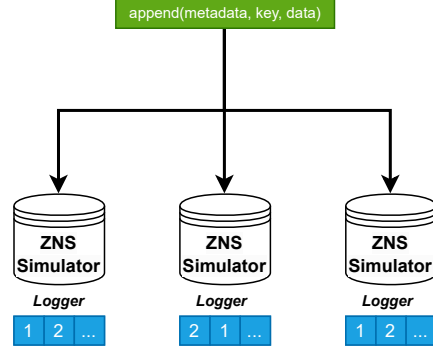 append(metadata, key, data)
ZNS
Simulator
Logger
1 2 ...
ZNS
Simulator
Logger
2 1 ...
ZNS
Simulator
Logger
1 2 ...